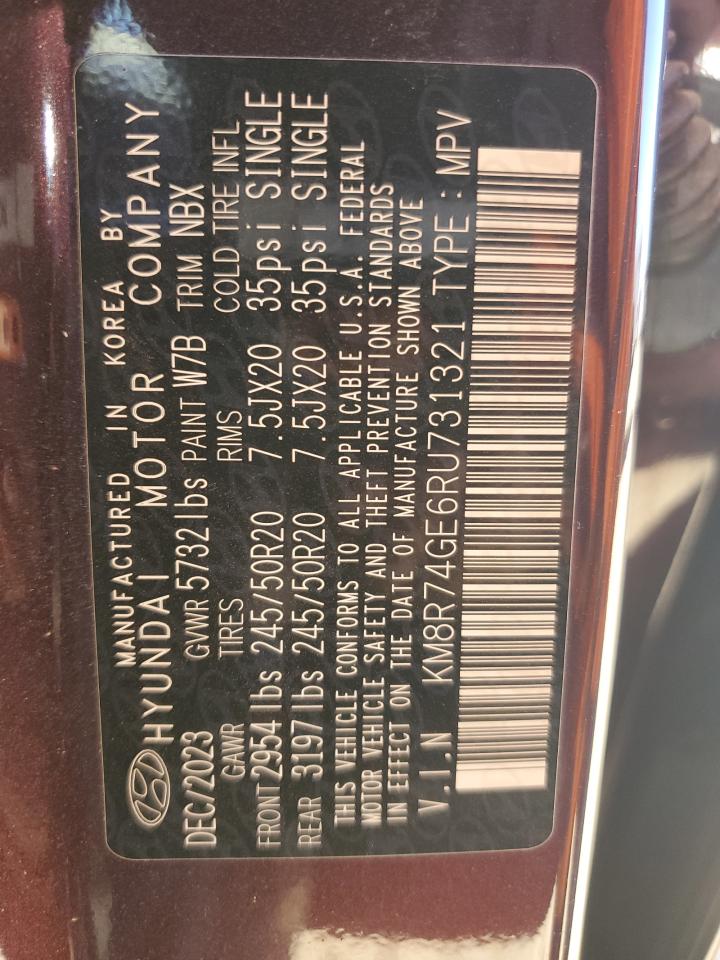 MANUFACTURED IN KOREA BY
HYUNDAI MOTOR COMPANY
DEC/2023 GVWR 5732lbs PAINT W7B TRIM NBX
GAWR TIRES RIMS COLD TIRE INFL
FRONT 2954lbs 245/50R20 7.5JX20 35psi SINGLE
REAR 3197lbs 245/50R20 7.5JX20 35psi SINGLE
THIS VEHICLE CONFORMS TO ALL APPLICABLE U.S.A. FEDERAL
MOTOR VEHICLE SAFETY AND THEFT PREVENTION STANDARDS
IN EFFECT ON THE DATE OF MANUFACTURE SHOWN ABOVE
V.I.N KM8R74GE6RU731321 TYPE : MPV